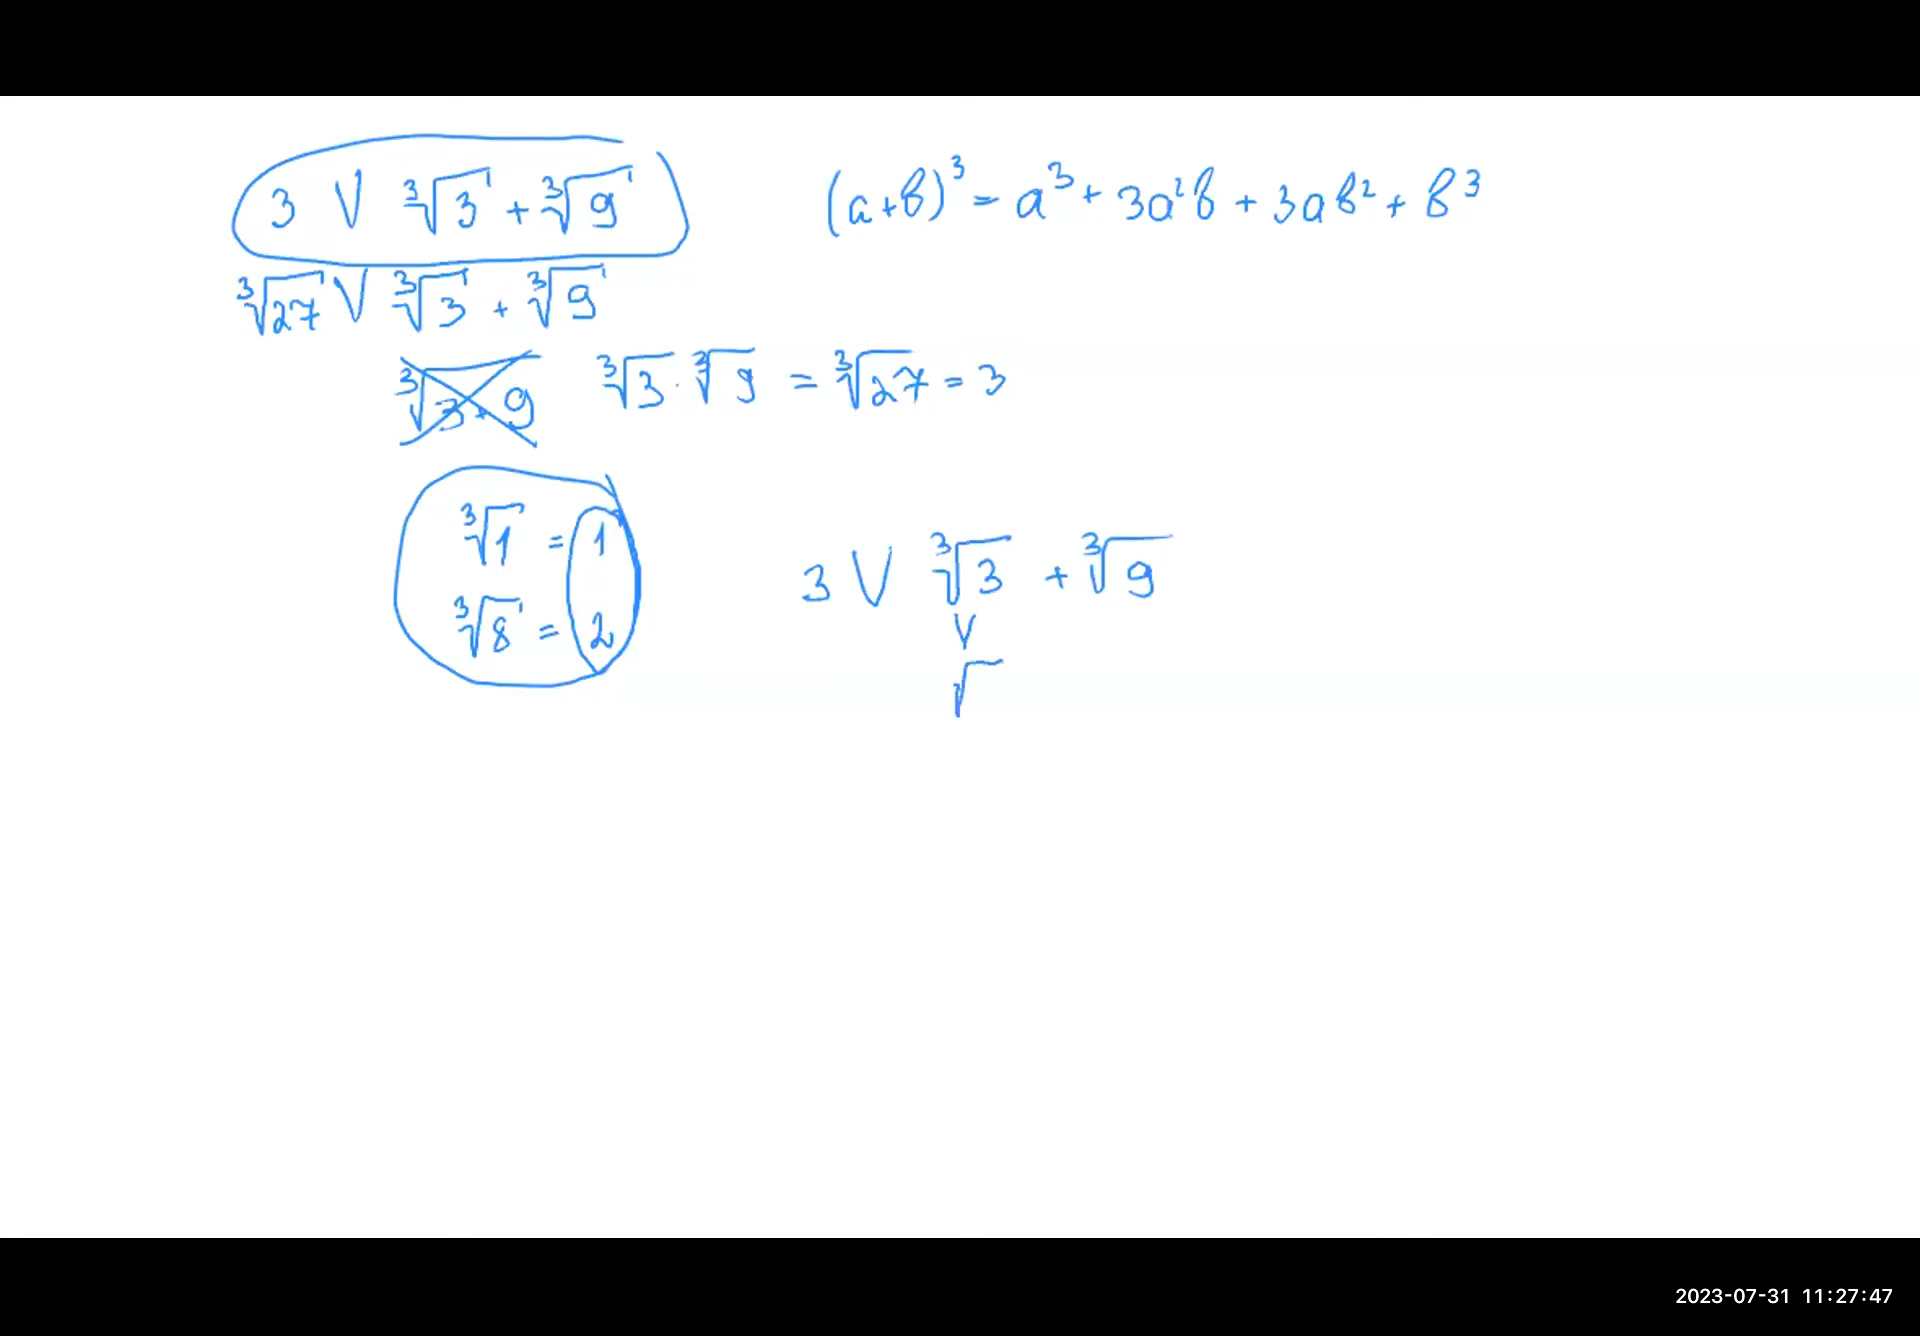 3 V ∛3 + ∛9
(a+b)³ = a³ + 3a²b + 3ab² + b³
∛27 V ∛3 + ∛9
∛3+9
∛3 · ∛9 = ∛27 = 3
∛1 = 1
∛8 = 2
3 V ∛3 + ∛9
V
√
2023-07-31 11:27:47